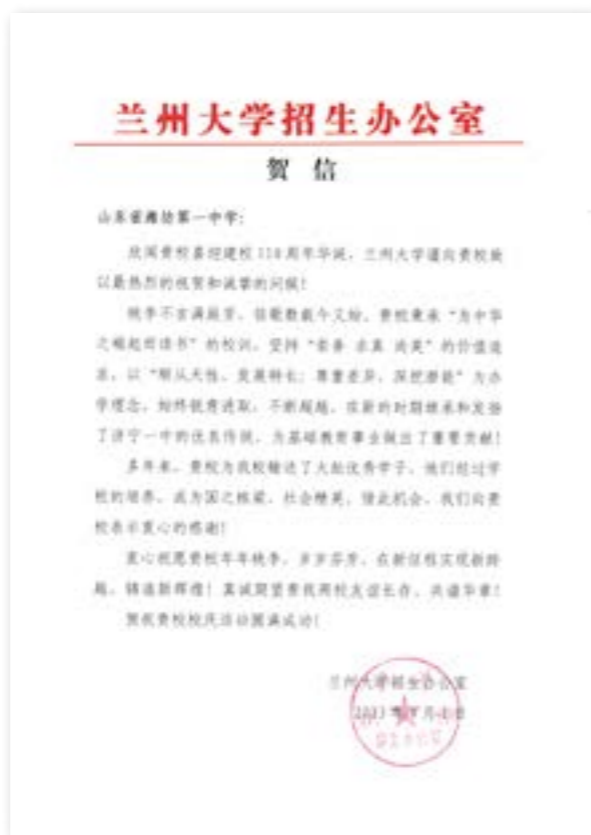 兰州大学招生办公室
贺 信
山东省潍坊第一中学:
欣闻贵校喜迎建校110周年华诞,兰州大学谨向贵校致
以最热烈的祝贺和诚挚的问候!
桃李不言满庭芳,弦歌数载今又始。贵校秉承“为中华
之崛起而读书”的校训,坚持“崇善 求真 尚美”的价值追
求,以“顺从天性、发展特长;尊重差异,深挖潜能”为办
学理念,始终锐意进取,不断超越,在新的时期继承和发扬
了济宁一中的优良传统,为基础教育事业做出了重要贡献!
多年来,贵校为我校输送了大批优秀学子,他们经过学
校的培养,成为国之栋梁、社会精英,借此机会,我们向贵
校表示衷心的感谢!
衷心祝愿贵校年年桃李,岁岁芬芳,在新征程实现新跨
越,铸造新辉煌!真诚期望贵我两校友谊长存,共谱华章!
预祝贵校校庆活动圆满成功!
兰州大学招生办公室